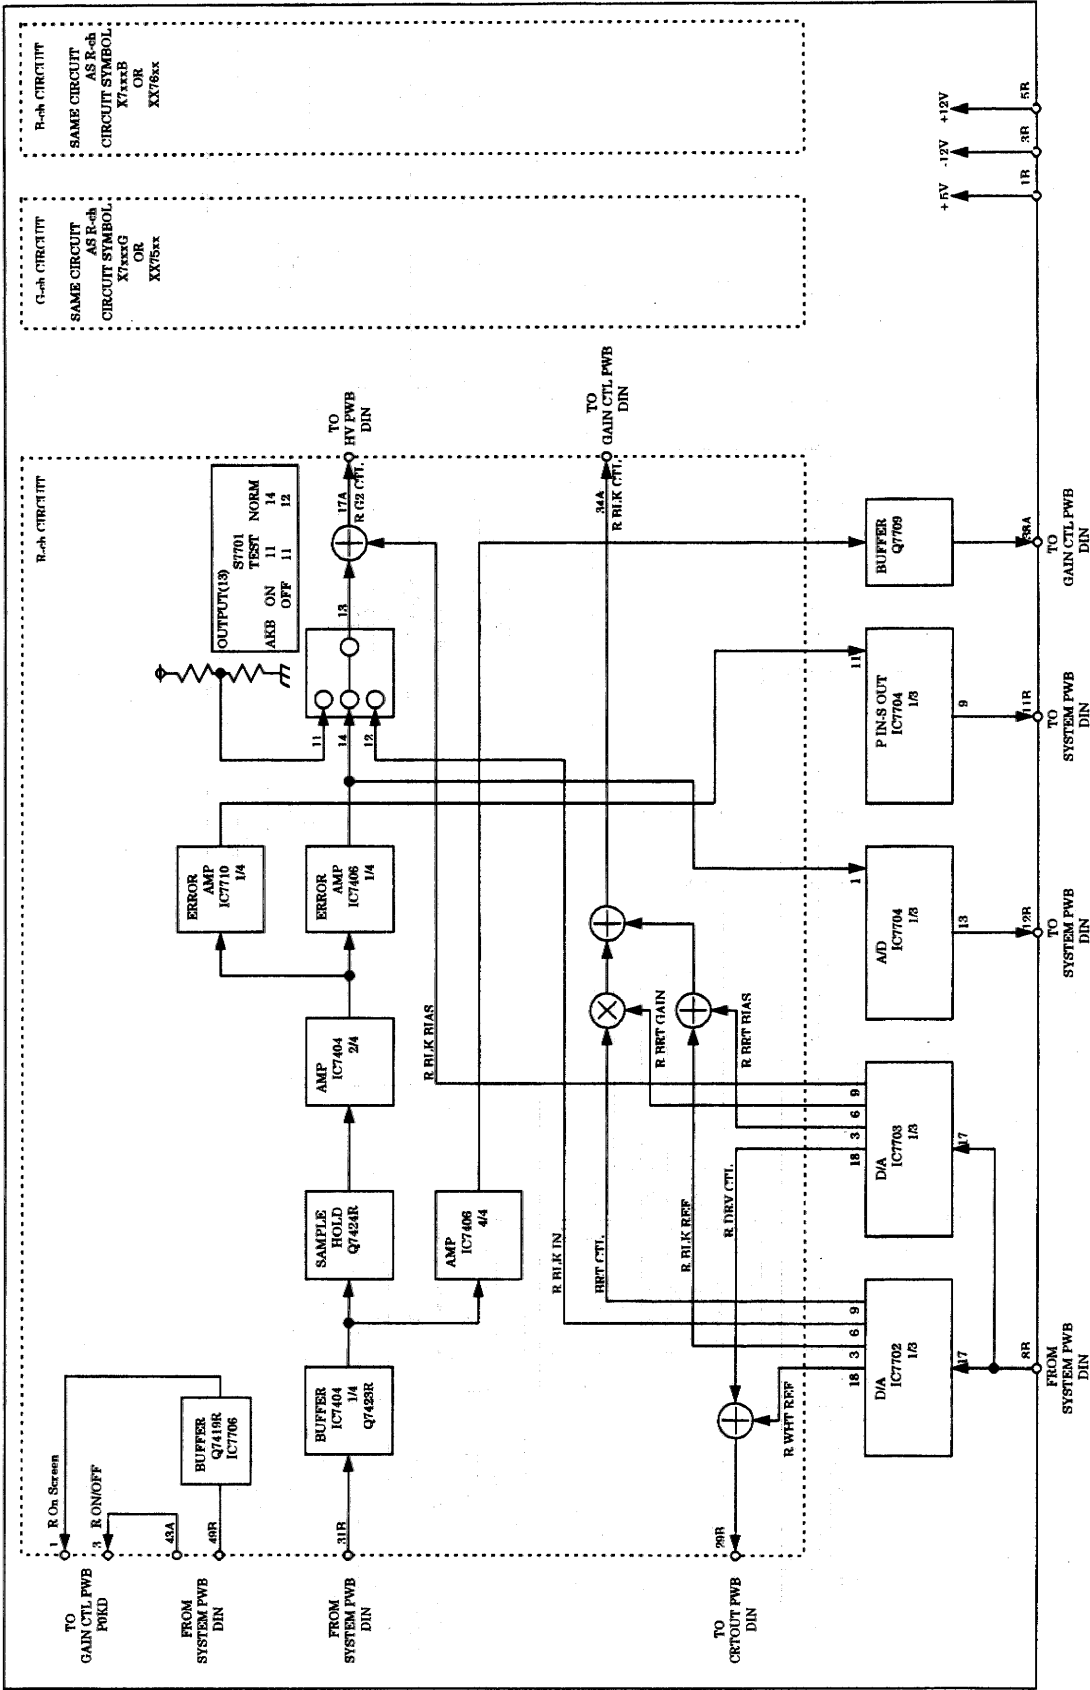 R-ch CIRCUIT
G-ch CIRCUIT
SAME CIRCUIT
AS R-ch
CIRCUIT SYMBOL
X7xxxG
OR
XX75xx
B-ch CIRCUIT
SAME CIRCUIT
AS R-ch
CIRCUIT SYMBOL
X7xxxB
OR
XX76xx
TO
GAIN CTL PWB
P0KD
1
R On Screen
3
R ON/OFF
43A
49B
FROM
SYSTEM PWB
DIN
BUFFER
Q7419R
IC7706
FROM
SYSTEM PWB
DIN
31B
BUFFER
IC7404
1/4
Q7423R
SAMPLE
HOLD
Q7424R
AMP
IC7404
2/4
ERROR
AMP
IC7710
1/4
ERROR
AMP
IC7406
1/4
AMP
IC7406
4/4
OUTPUT(13)
S7701
TEST NORM
AKB ON 11 14
OFF 11 12
11
14
12
13
17A
R G2 CTL
TO
HV PWB
DIN
R BLK BIAS
R BLK IN
BRT CTL
R BLK REF
R DRV CTL
R WHT REF
R BRT GAIN
R BRT BIAS
34A
R BLK CTL
TO
GAIN CTL PWB
DIN
TO
CRTOUT PWB
DIN
29B
18 3 6 9
D/A
IC7702
1/3
17
18 3 6 9
D/A
IC7703
1/3
17
1
A/D
IC7704
1/3
13
11
P IN-S OUT
IC7704
1/3
9
BUFFER
Q7709
8B
FROM
SYSTEM PWB
DIN
12B
TO
SYSTEM PWB
DIN
11B
TO
SYSTEM PWB
DIN
38A
TO
GAIN CTL PWB
DIN
+5V
-12V
+12V
1B
3B
5B